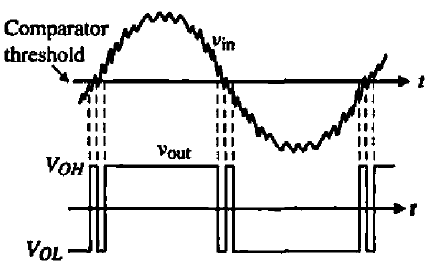 Comparator
threshold
v_in
t
V_OH
v_out
t
V_OL